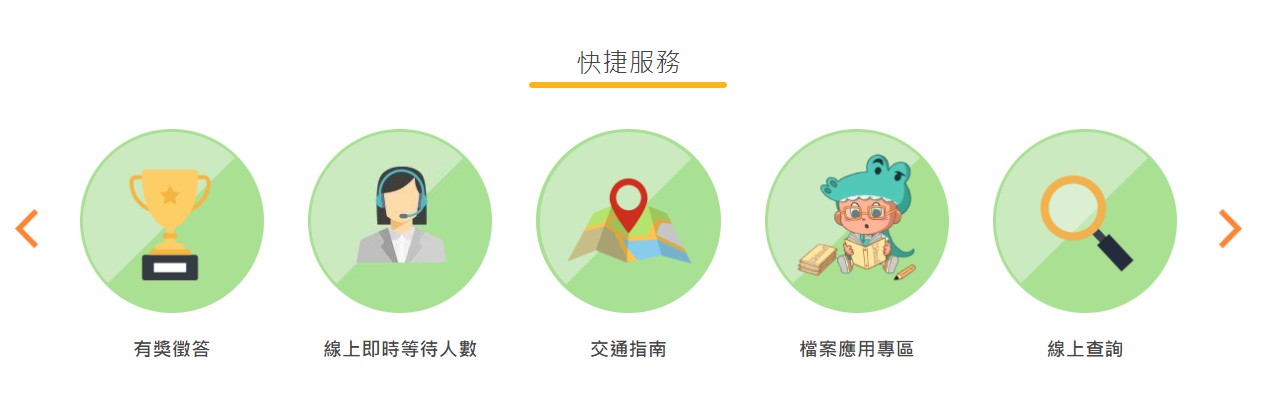 快捷服務
有獎徵答
線上即時等待人數
交通指南
檔案應用專區
線上查詢